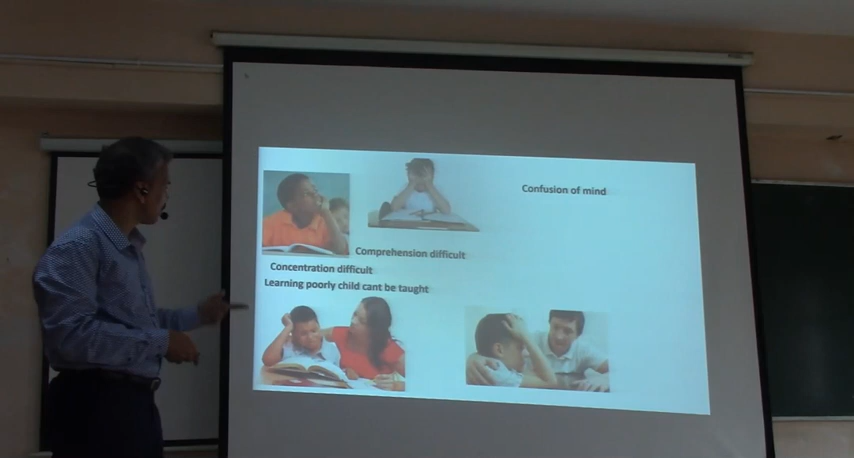 Confusion of mind
Comprehension difficult
Concentration difficult
Learning poorly child cant be taught